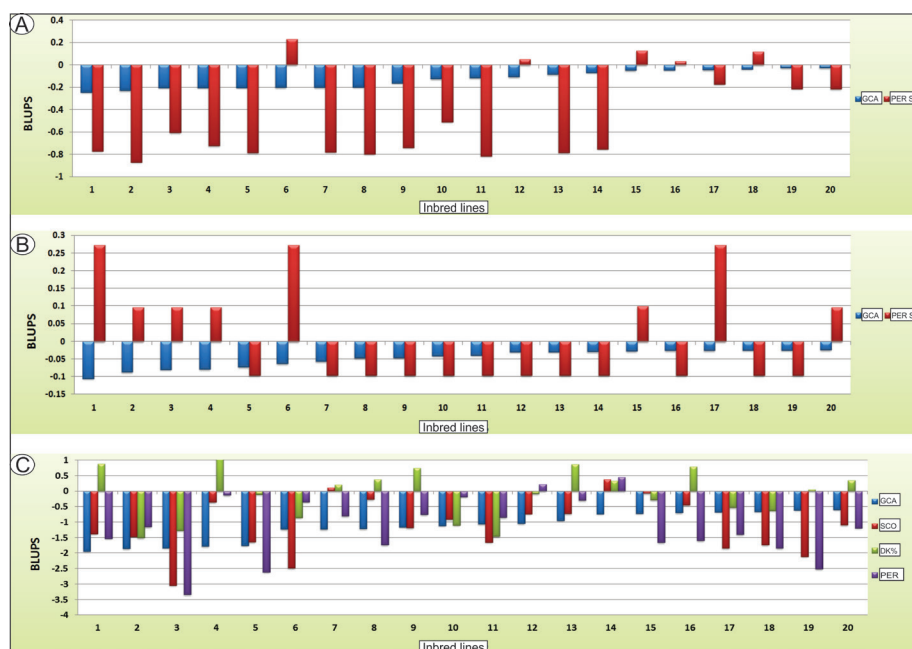 A
0.4
0.2
0
-0.2
-0.4
-0.6
-0.8
-1
BLUPS
1 2 3 4 5 6 7 8 9 10 11 12 13 14 15 16 17 18 19 20
Inbred lines
GCA PER S
B
0.3
0.25
0.2
0.15
0.1
0.05
0
-0.05
-0.1
-0.15
BLUPS
1 2 3 4 5 6 7 8 9 10 11 12 13 14 15 16 17 18 19 20
Inbred lines
GCA PER S
C
1
0.5
0
-0.5
-1
-1.5
-2
-2.5
-3
-3.5
-4
BLUPS
1 2 3 4 5 6 7 8 9 10 11 12 13 14 15 16 17 18 19 20
Inbred lines
GCA
SCO
DK%
PER